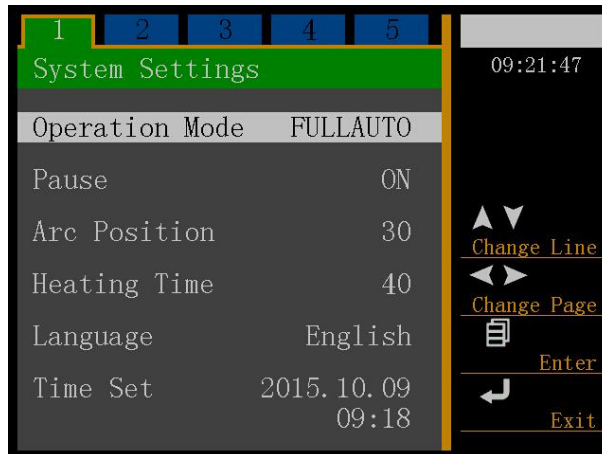 1 2 3 4 5
System Settings
Operation Mode FULLAUTO
Pause ON
Arc Position 30
Heating Time 40
Language English
Time Set 2015.10.09
09:18
09:21:47
Change Line
Change Page
Enter
Exit